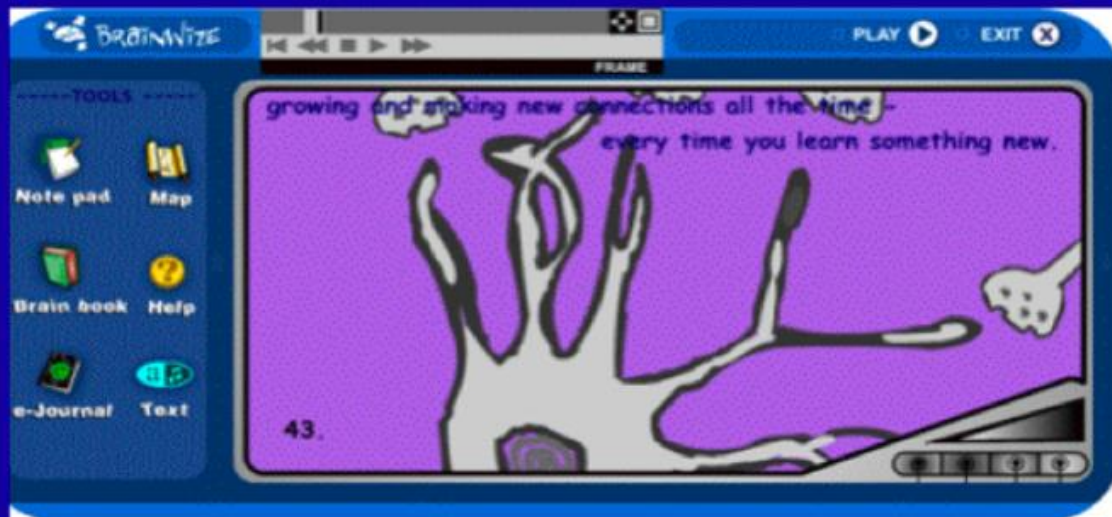 BRAINWIZE
PLAY EXIT
FRAME
-----TOOLS -----
Note pad Map
Brain book Help
e-Journal Text
growing and making new connections all the time -
every time you learn something new.
43.